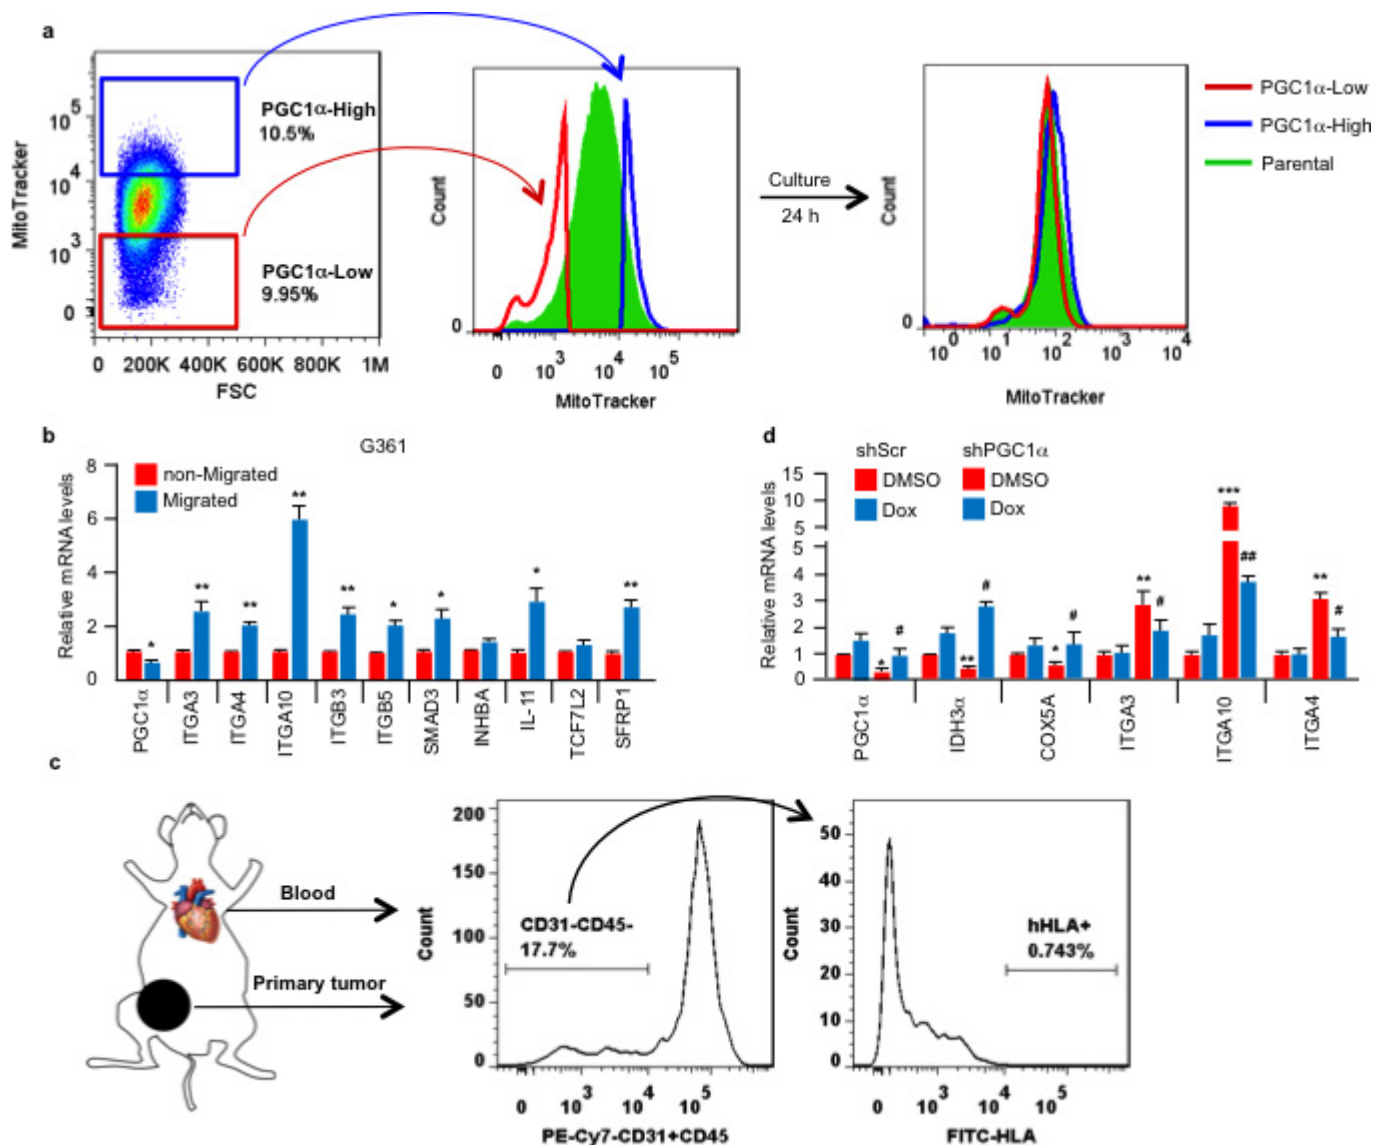 a
MitoTracker
10^5
10^4
10^3
0
PGC1α-High
10.5%
PGC1α-Low
9.95%
0 200K 400K 600K 1M
FSC
Count
0
0 10^3 10^4 10^5
MitoTracker
Culture
24 h
Count
0
10^0 10^1 10^2 10^3 10^4
MitoTracker
PGC1α-Low
PGC1α-High
Parental
b
G361
Relative mRNA levels
8
6
4
2
0
non-Migrated
Migrated
* ** ** ** ** * * * **
PGC1α
ITGA3
ITGA4
ITGA10
ITGB3
ITGB5
SMAD3
INHBA
IL-11
TCF7L2
SFRP1
d
shScr shPGC1α
DMSO DMSO
Dox Dox
Relative mRNA levels
15
10
5
5
4
3
2
1
0
* # ** # * # ** # *** ## ** #
PGC1α
IDH3α
COX5A
ITGA3
ITGA10
ITGA4
c
Blood
Primary tumor
Count
200
150
100
50
0
CD31-CD45-
17.7%
0 10^3 10^4 10^5
PE-Cy7-CD31+CD45
Count
50
40
30
20
10
0
hHLA+
0.743%
0 10^3 10^4 10^5
FITC-HLA